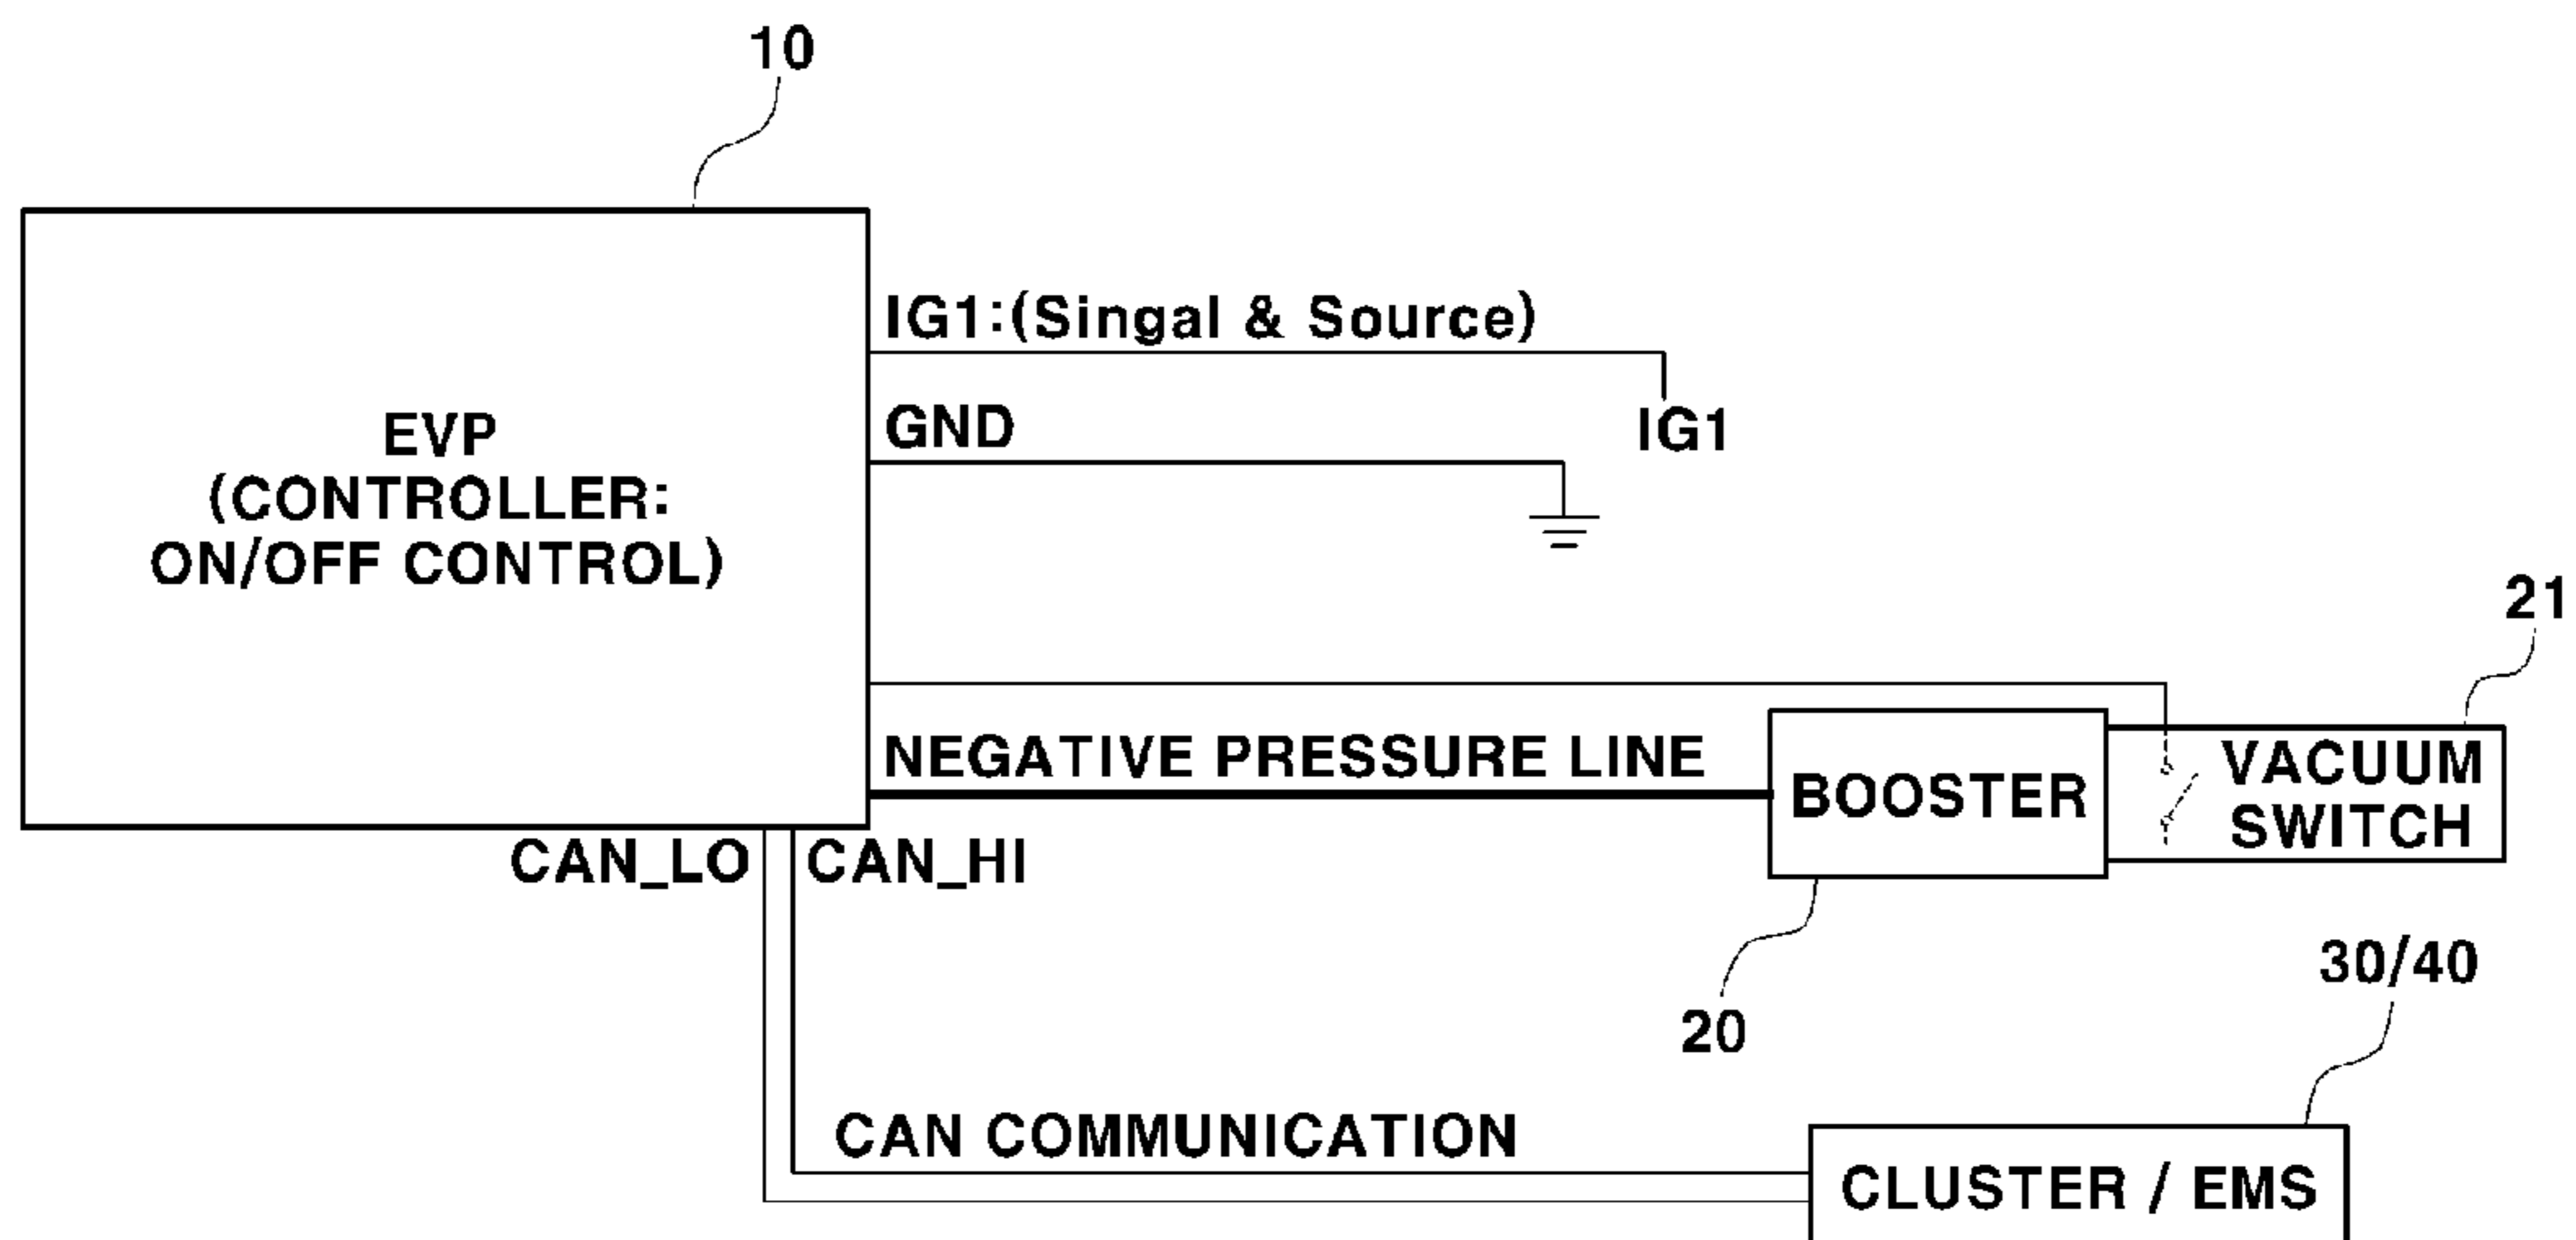 10
IG1:(Singal & Source)
EVP
(CONTROLLER:
ON/OFF CONTROL)
GND
IG1
21
NEGATIVE PRESSURE LINE
BOOSTER
VACUUM
SWITCH
CAN_LO
CAN_HI
30/40
20
CAN COMMUNICATION
CLUSTER / EMS